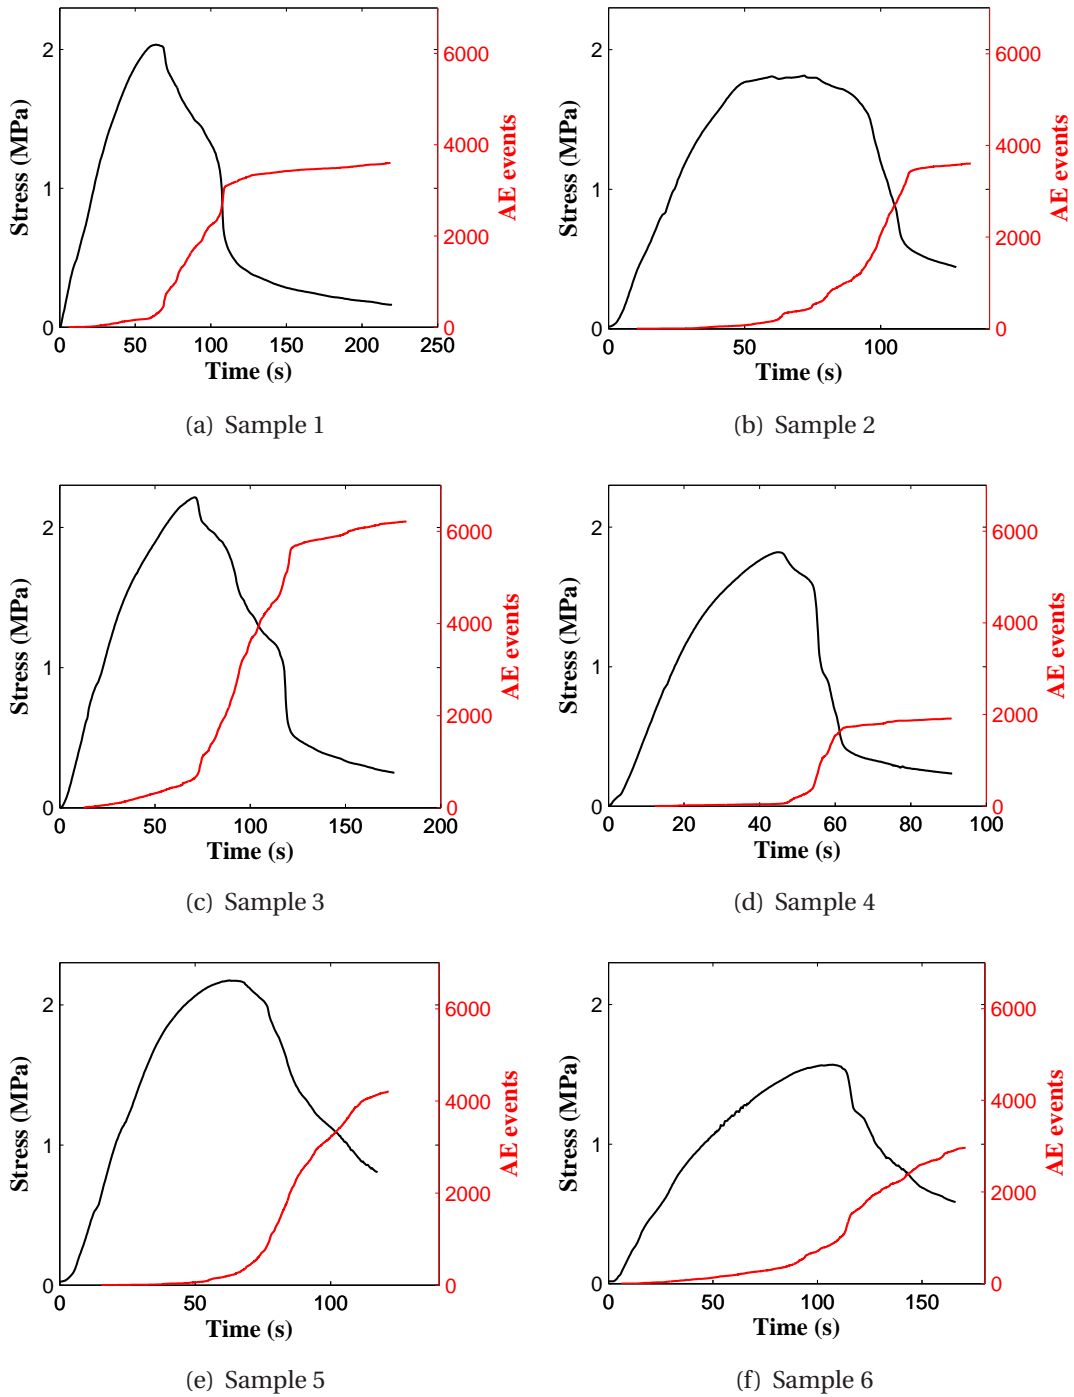 Stress (MPa)
2
1
0
6000
4000
2000
0
AE events
0 50 100 150 200 250
Time (s)
(a) Sample 1
Stress (MPa)
2
1
0
6000
4000
2000
0
AE events
0 50 100
Time (s)
(b) Sample 2
Stress (MPa)
2
1
0
6000
4000
2000
0
AE events
0 50 100 150 200
Time (s)
(c) Sample 3
Stress (MPa)
2
1
0
6000
4000
2000
0
AE events
0 20 40 60 80 100
Time (s)
(d) Sample 4
Stress (MPa)
2
1
0
6000
4000
2000
0
AE events
0 50 100
Time (s)
(e) Sample 5
Stress (MPa)
2
1
0
6000
4000
2000
0
AE events
0 50 100 150
Time (s)
(f) Sample 6